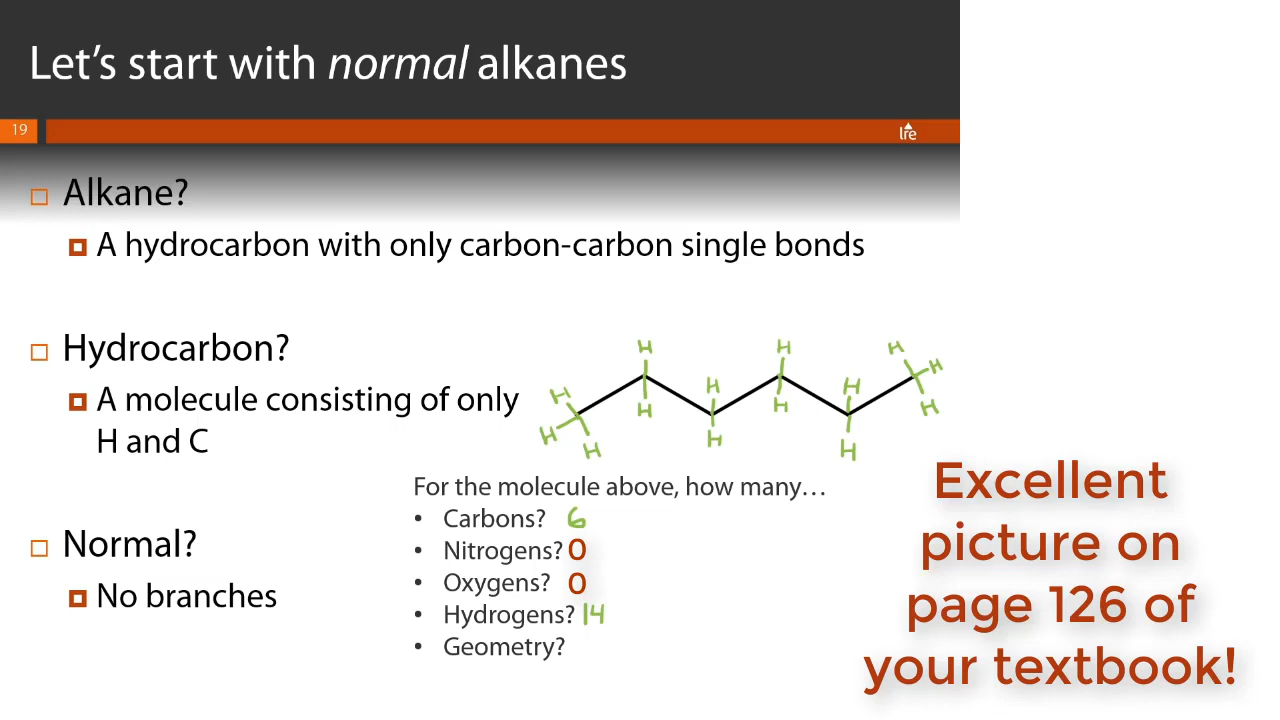 Let's start with normal alkanes
19
lre
Alkane?
A hydrocarbon with only carbon-carbon single bonds
Hydrocarbon?
A molecule consisting of only
H and C
Normal?
No branches
H H H
H H
H H
H H
H H
H H H
For the molecule above, how many…
• Carbons? 6
• Nitrogens? 0
• Oxygens? 0
• Hydrogens? 14
• Geometry?
Excellent
picture on
page 126 of
your textbook!